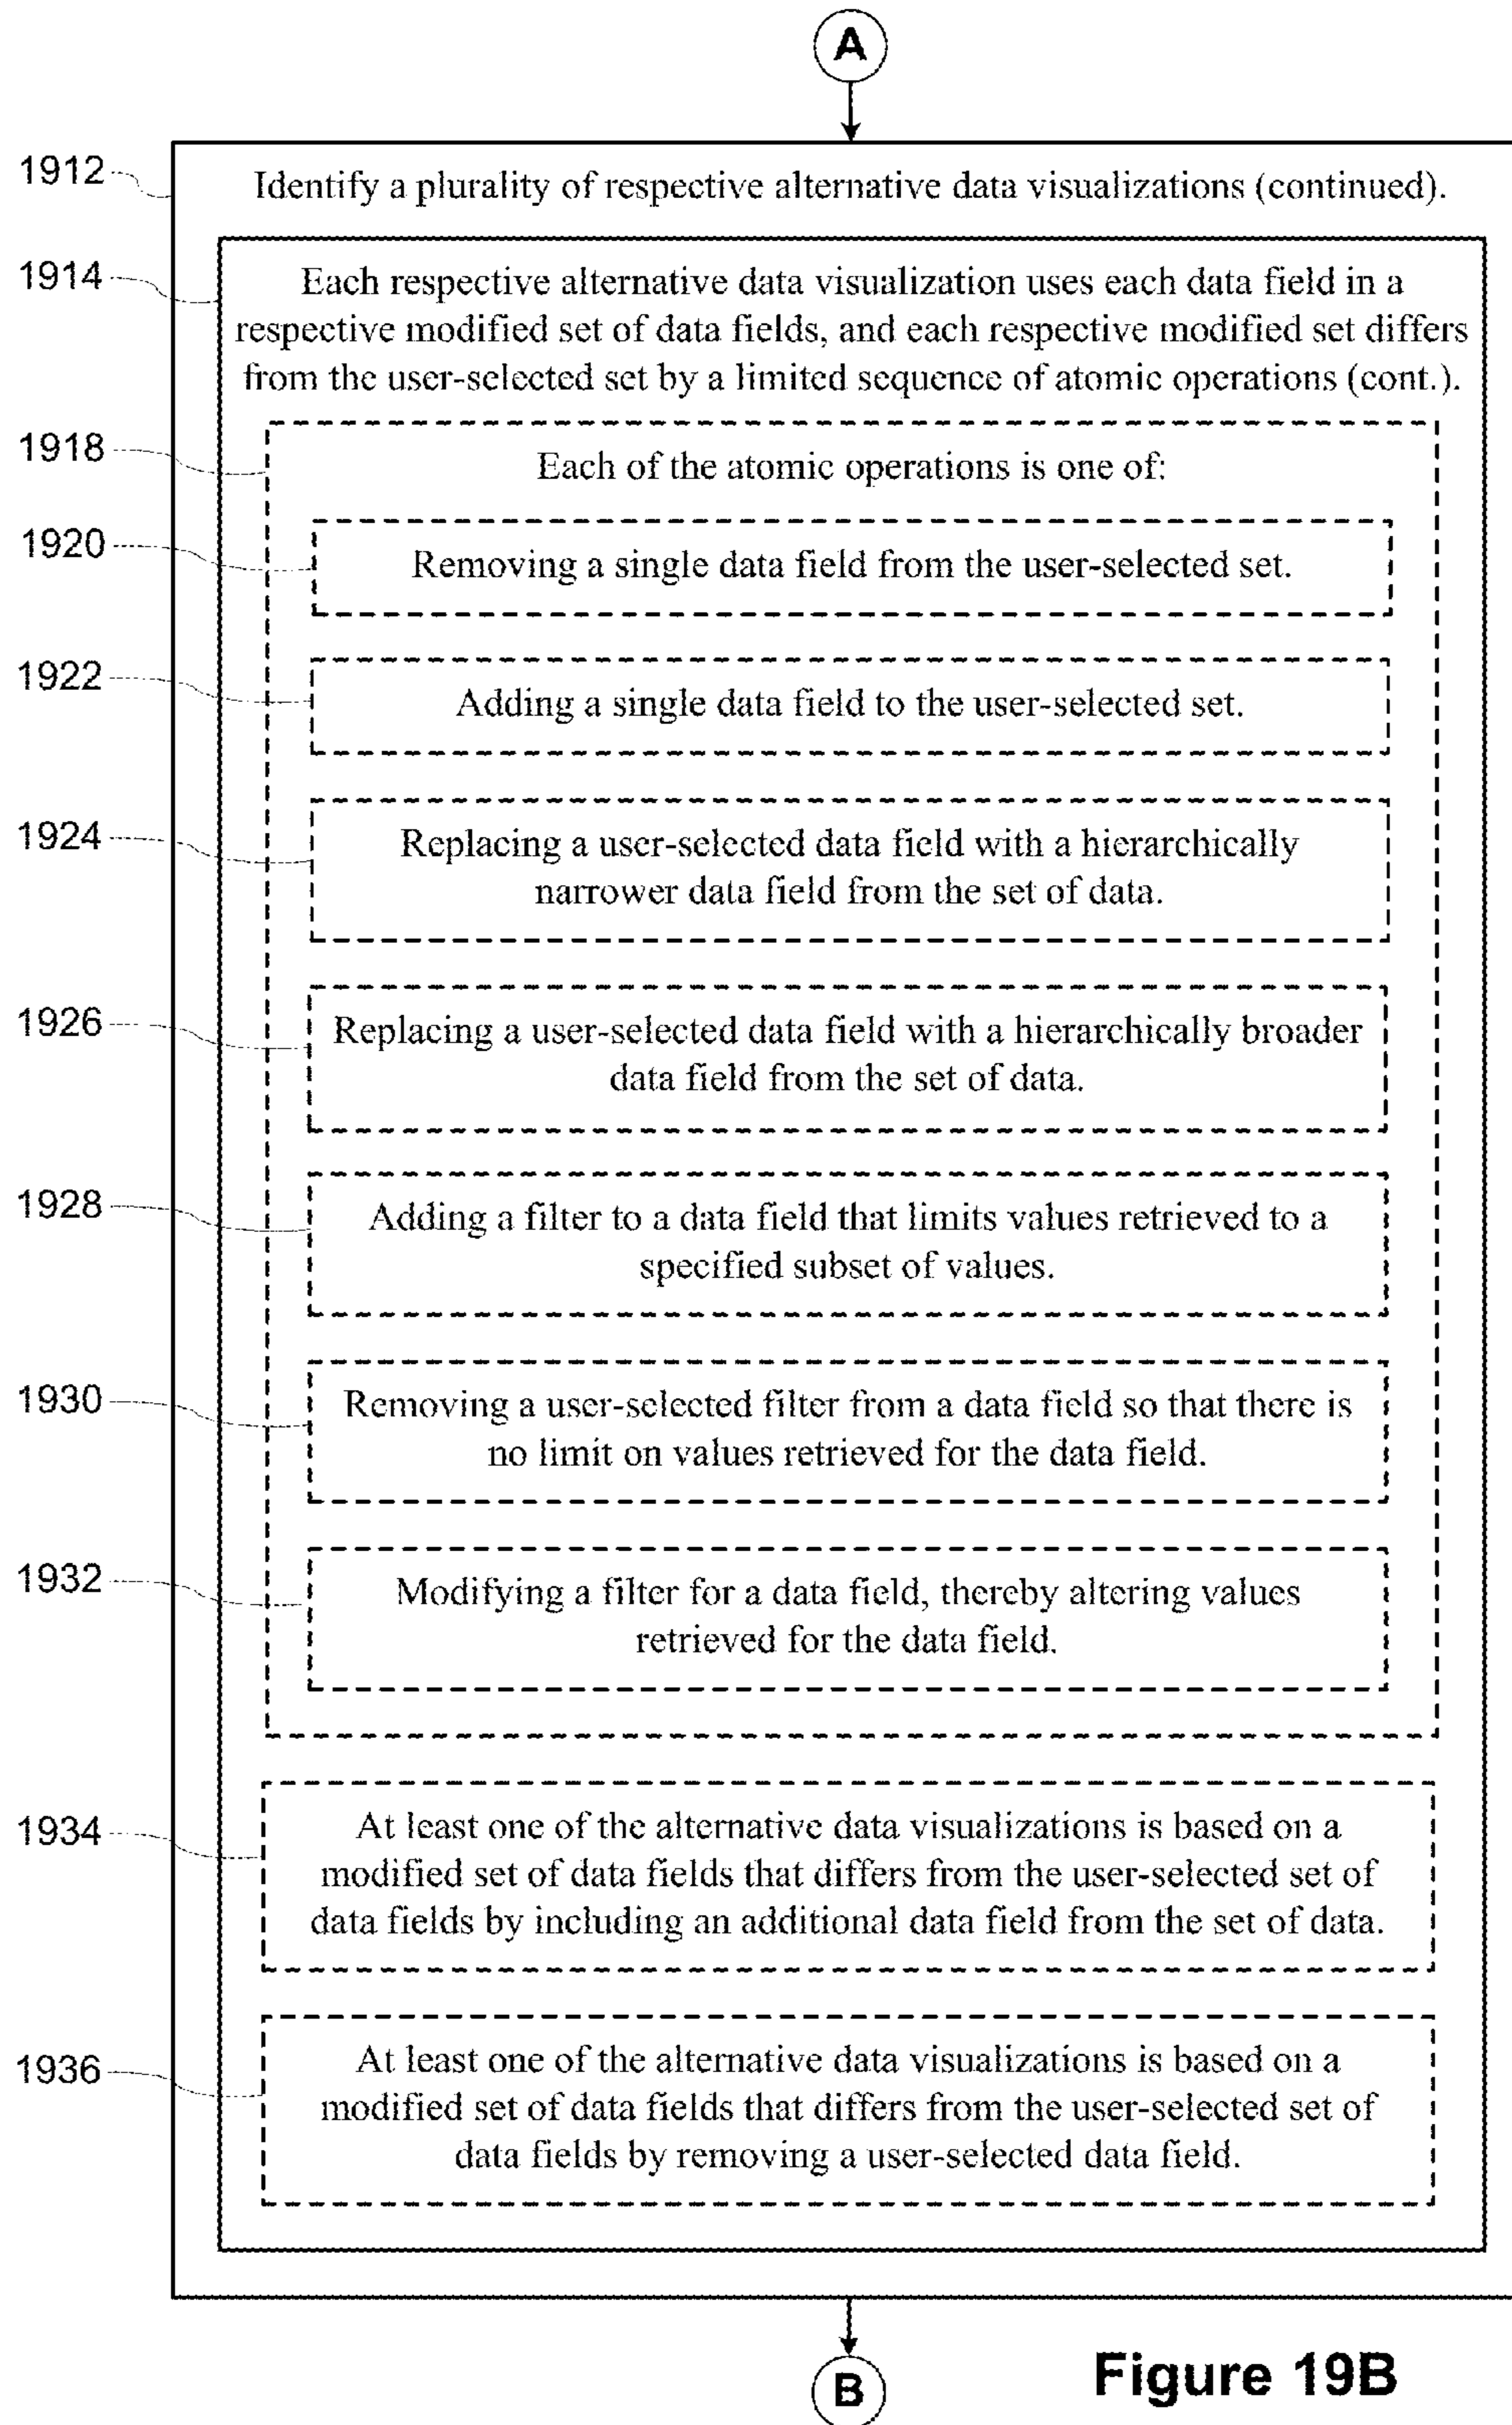 A
1912
Identify a plurality of respective alternative data visualizations (continued).
1914
Each respective alternative data visualization uses each data field in a
respective modified set of data fields, and each respective modified set differs
from the user-selected set by a limited sequence of atomic operations (cont.).
1918
Each of the atomic operations is one of:
1920
Removing a single data field from the user-selected set.
1922
Adding a single data field to the user-selected set.
1924
Replacing a user-selected data field with a hierarchically
narrower data field from the set of data.
1926
Replacing a user-selected data field with a hierarchically broader
data field from the set of data.
1928
Adding a filter to a data field that limits values retrieved to a
specified subset of values.
1930
Removing a user-selected filter from a data field so that there is
no limit on values retrieved for the data field.
1932
Modifying a filter for a data field, thereby altering values
retrieved for the data field.
1934
At least one of the alternative data visualizations is based on a
modified set of data fields that differs from the user-selected set of
data fields by including an additional data field from the set of data.
1936
At least one of the alternative data visualizations is based on a
modified set of data fields that differs from the user-selected set of
data fields by removing a user-selected data field.
B
Figure 19B